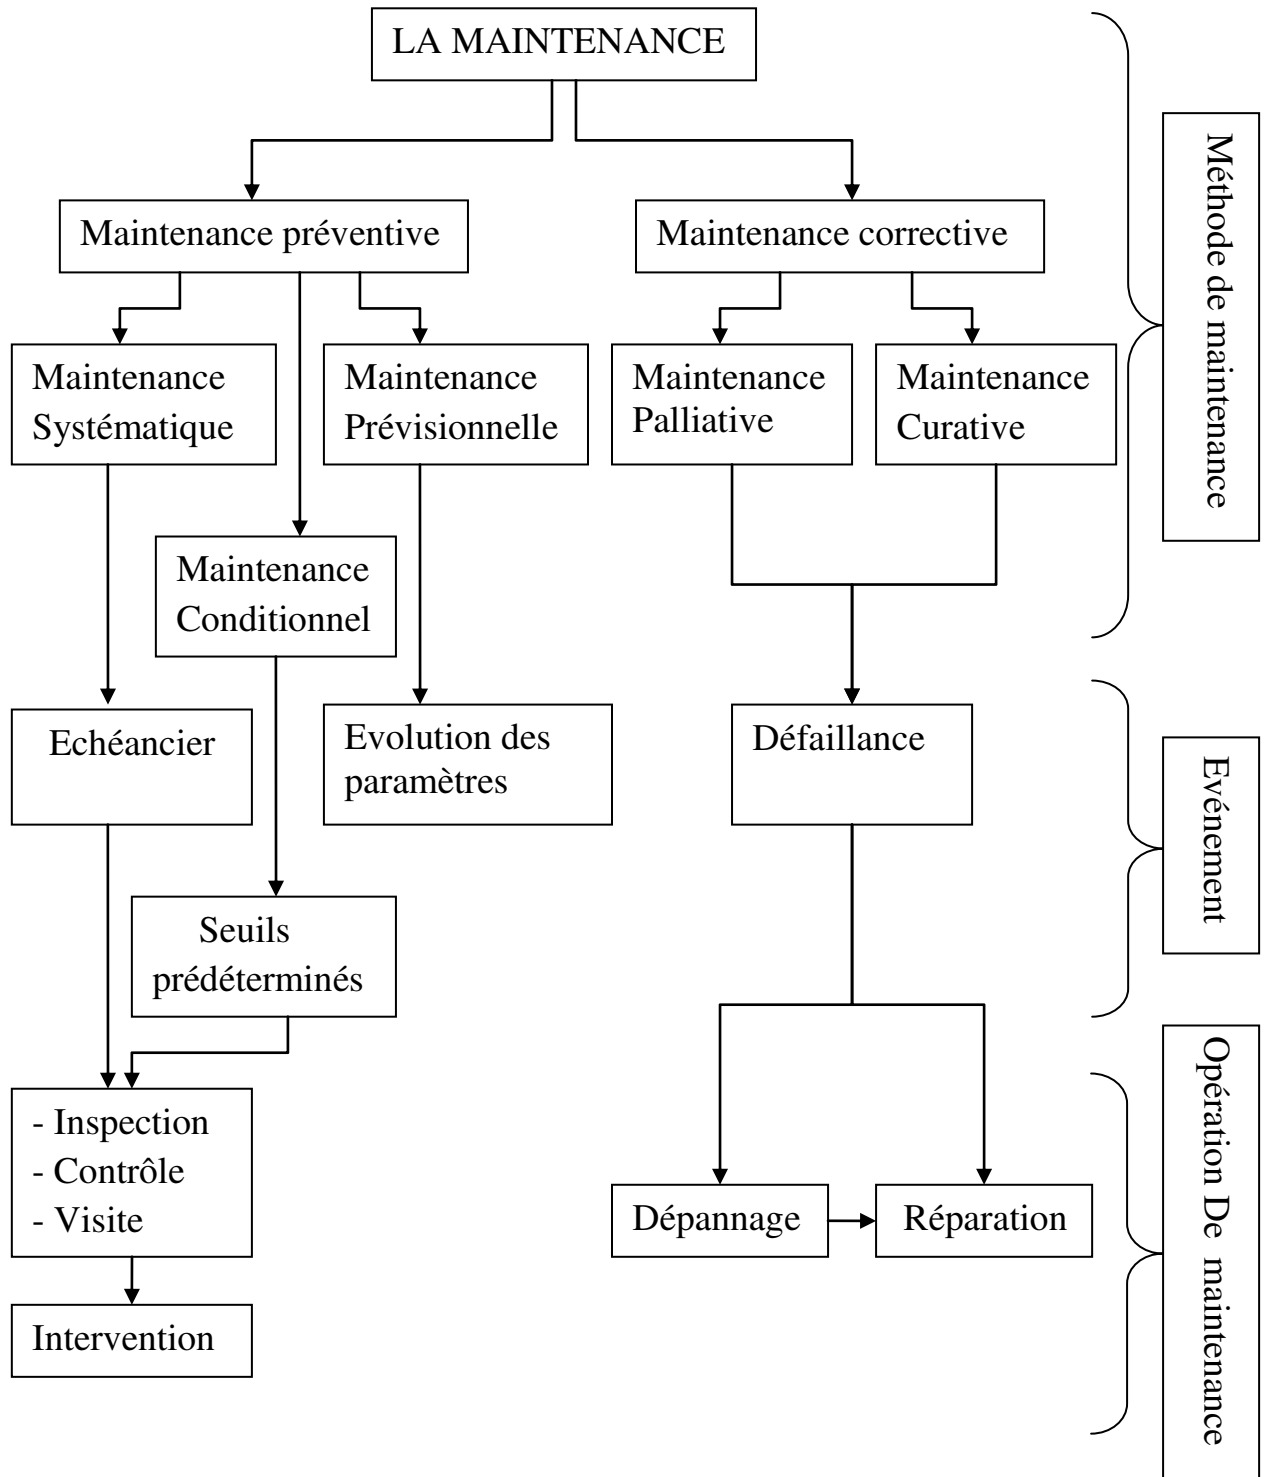 LA MAINTENANCE
Méthode de maintenance
Maintenance préventive
Maintenance corrective
Maintenance
Systématique
Maintenance
Prévisionnelle
Maintenance
Palliative
Maintenance
Curative
Maintenance
Conditionnel
Echéancier
Evolution des
paramètres
Défaillance
Evénement
Seuils
prédéterminés
- Inspection
- Contrôle
- Visite
Dépannage
Réparation
Opération De maintenance
Intervention